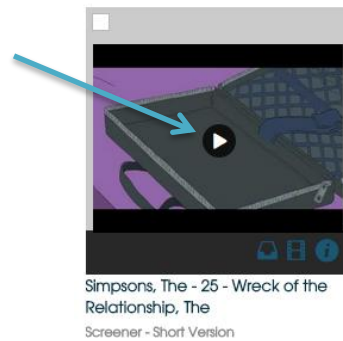 Simpsons, The - 25 - Wreck of the
Relationship, The
Screener - Short Version